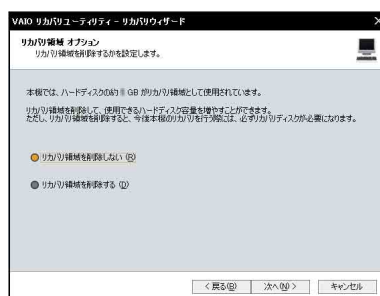 VAIO リカバリユーティリティ - リカバリウィザード
リカバリ領域 オプション
リカバリ領域を削除するかを設定します。
本機では、ハードディスクの約 GB がリカバリ領域として使用されています。
リカバリ領域を削除して、使用できるハードディスク容量を増やすことができます。
ただし、リカバリ領域を削除すると、今後本機のリカバリを行う際には、必ずリカバリディスクが必要になります。
リカバリ領域を削除しない (R)
リカバリ領域を削除する (D)
< 戻る(B)
次へ(N) >
キャンセル